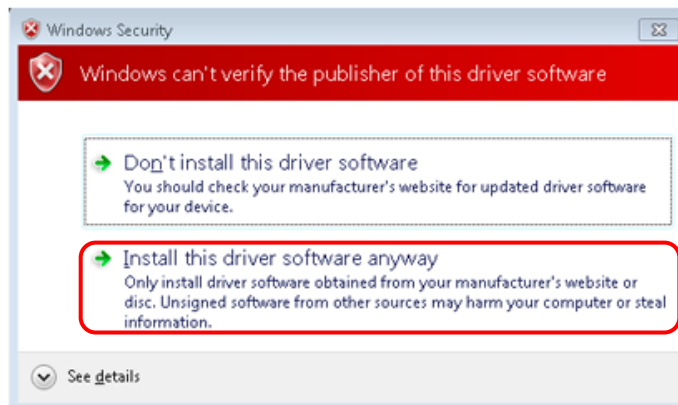 Windows Security
Windows can't verify the publisher of this driver software
Don't install this driver software
You should check your manufacturer's website for updated driver software
for your device.
Install this driver software anyway
Only install driver software obtained from your manufacturer's website or
disc. Unsigned software from other sources may harm your computer or steal
information.
See details